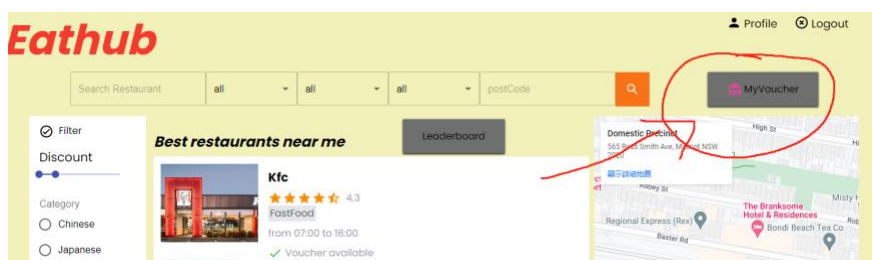 Eathub
Profile
Logout
Search Restaurant
all
all
all
postCode
MyVoucher
Filter
Discount
Category
Chinese
Japanese
Best restaurants near me
Leaderboard
Kfc
4.3
FastFood
from 07:00 to 18:00
Voucher available
Domestic Precinct
565 Ross Smith Ave, Mascot NSW
2020
顯示詳細地圖
High St
Robey St
Regional Express (Rex)
Baxter Rd
The Branksome
Hotel & Residences
Bondi Beach Tea Co
Misty